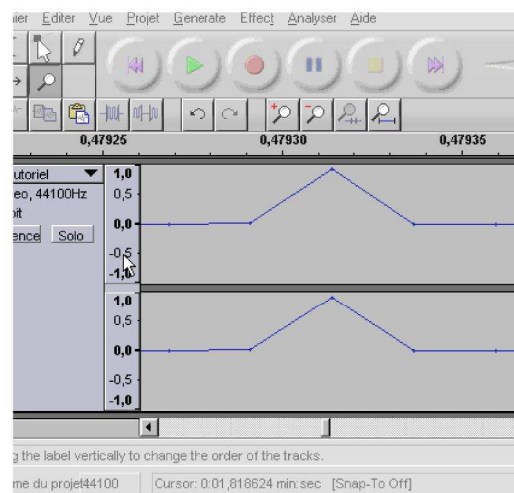 nier Editer Vue Projet Generate Effect Analyser Aide
0,47925 0,47930 0,47935
utoriel
eo, 44100Hz
bit
ence Solo
1,0
0,5
0,0
-0,5
-1,0
1,0
0,5
0,0
-0,5
-1,0
g the label vertically to change the order of the tracks.
me du projet 44100 Cursor: 0:01,818624 min:sec [Snap-To Off]